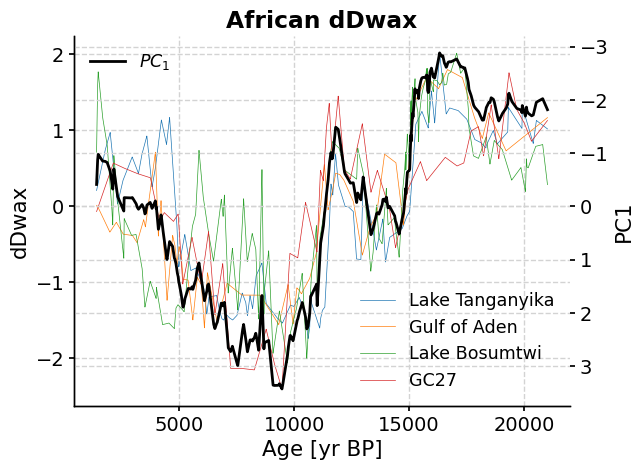 African dDwax
PC1
2
1
0
−1
−2
−3
−2
−1
0
1
2
3
dDwax
PC1
Lake Tanganyika
Gulf of Aden
Lake Bosumtwi
GC27
5000 10000 15000 20000
Age [yr BP]